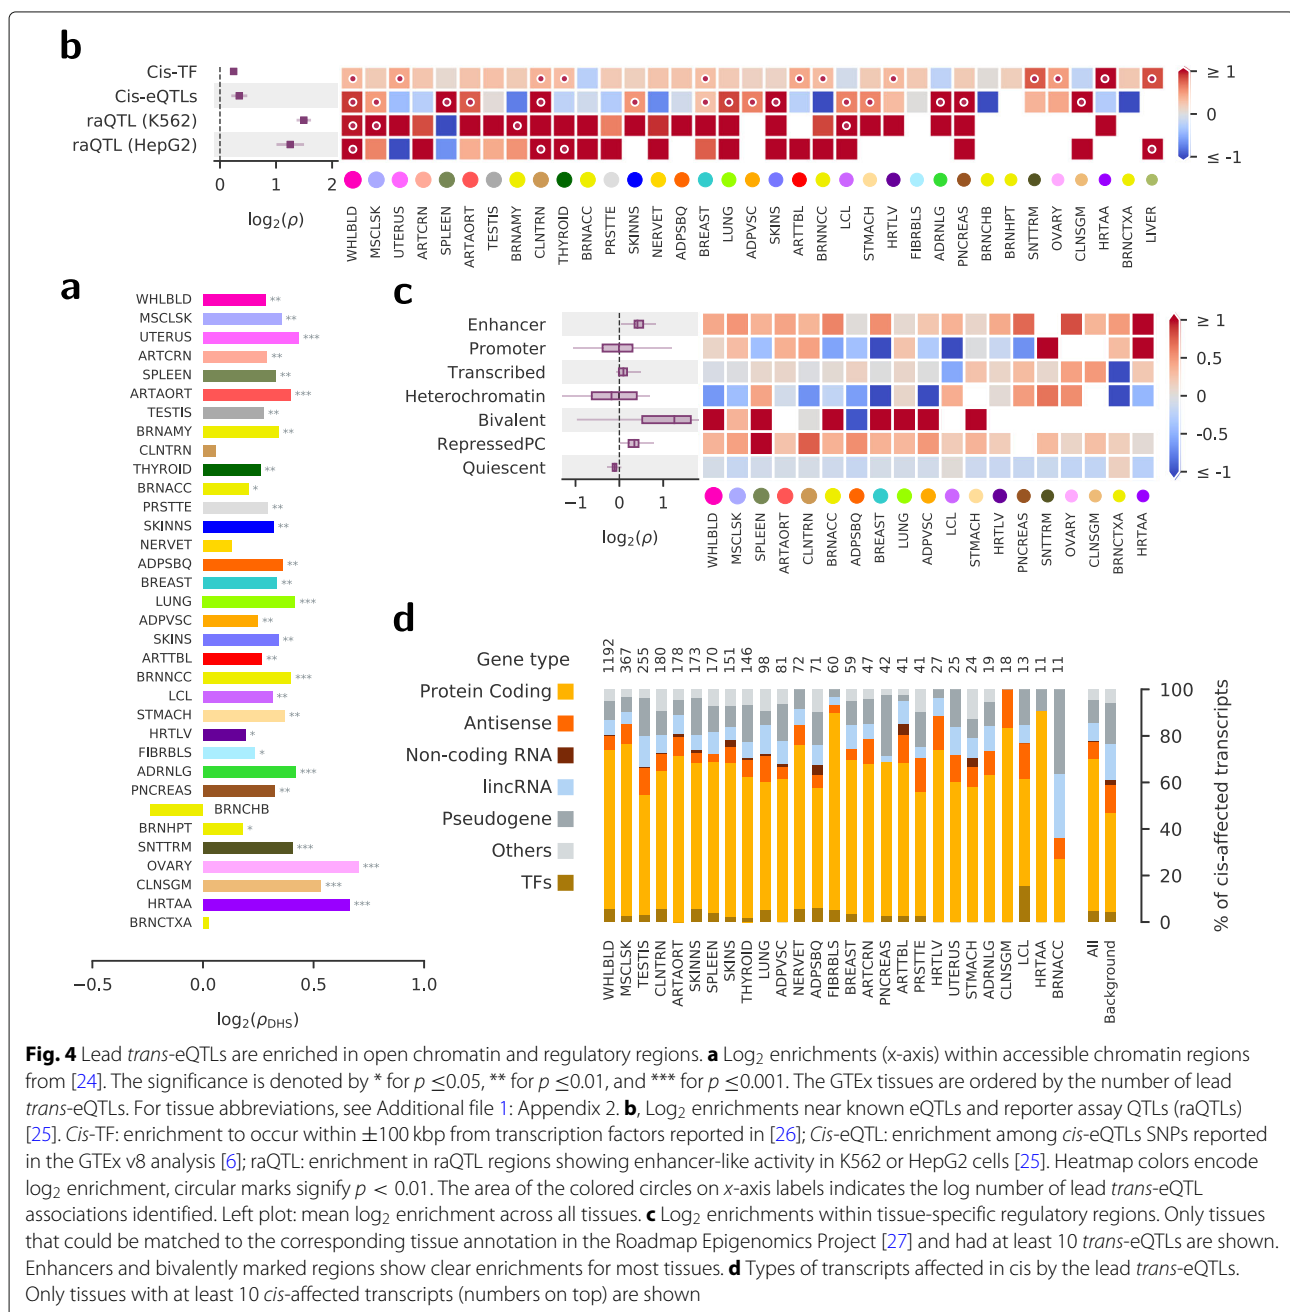 b
Cis-TF
Cis-eQTLs
raQTL (K562)
raQTL (HepG2)
0 1 2
log2(ρ)
≥ 1
0
≤ -1
WHLBLD MSCLSK UTERUS ARTCRN SPLEEN ARTAORT TESTIS BRNAMY CLNTRN THYROID BRNACC PRSTTE SKINNS NERVET ADPSBQ BREAST LUNG ADPVSC SKINS ARTTBL BRNNCC LCL STMACH HRTLV FIBRBLS ADRNLG PNCREAS BRNCHB BRNHPT SNTTRM OVARY CLNSGM HRTAA BRNCTXA LIVER
a
WHLBLD **
MSCLSK **
UTERUS ***
ARTCRN **
SPLEEN **
ARTAORT ***
TESTIS **
BRNAMY **
CLNTRN
THYROID **
BRNACC *
PRSTTE **
SKINNS **
NERVET
ADPSBQ **
BREAST **
LUNG ***
ADPVSC **
SKINS **
ARTTBL **
BRNNCC ***
LCL **
STMACH **
HRTLV *
FIBRBLS *
ADRNLG ***
PNCREAS **
BRNCHB
BRNHPT *
SNTTRM ***
OVARY ***
CLNSGM ***
HRTAA ***
BRNCTXA
−0.5 0.0 0.5 1.0
log2(ρDHS)
c
Enhancer
Promoter
Transcribed
Heterochromatin
Bivalent
RepressedPC
Quiescent
−1 0 1
log2(ρ)
≥ 1
0.5
0
-0.5
≤ -1
WHLBLD MSCLSK SPLEEN ARTAORT CLNTRN BRNACC ADPSBQ BREAST LUNG ADPVSC LCL STMACH HRTLV PNCREAS SNTTRM OVARY CLNSGM BRNCTXA HRTAA
d
Gene type
Protein Coding
Antisense
Non-coding RNA
lincRNA
Pseudogene
Others
TFs
1192 367 255 180 178 173 170 151 146 98 81 72 71 60 59 47 42 41 41 27 25 24 19 18 13 11 11
100
80
60
40
20
0
% of cis-affected transcripts
WHLBLD MSCLSK TESTIS CLNTRN ARTAORT SKINNS SPLEEN SKINS THYROID LUNG ADPVSC NERVET ADPSBQ FIBRBLS BREAST ARTCRN PNCREAS ARTTBL PRSTTE HRTLV UTERUS STMACH ADRNLG CLNSGM LCL HRTAA BRNACC All Background
Fig. 4 Lead trans-eQTLs are enriched in open chromatin and regulatory regions. a Log2 enrichments (x-axis) within accessible chromatin regions
from [24]. The significance is denoted by * for p ≤0.05, ** for p ≤0.01, and *** for p ≤0.001. The GTEx tissues are ordered by the number of lead
trans-eQTLs. For tissue abbreviations, see Additional file 1: Appendix 2. b, Log2 enrichments near known eQTLs and reporter assay QTLs (raQTLs)
[25]. Cis-TF: enrichment to occur within ±100 kbp from transcription factors reported in [26]; Cis-eQTL: enrichment among cis-eQTLs SNPs reported
in the GTEx v8 analysis [6]; raQTL: enrichment in raQTL regions showing enhancer-like activity in K562 or HepG2 cells [25]. Heatmap colors encode
log2 enrichment, circular marks signify p < 0.01. The area of the colored circles on x-axis labels indicates the log number of lead trans-eQTL
associations identified. Left plot: mean log2 enrichment across all tissues. c Log2 enrichments within tissue-specific regulatory regions. Only tissues
that could be matched to the corresponding tissue annotation in the Roadmap Epigenomics Project [27] and had at least 10 trans-eQTLs are shown.
Enhancers and bivalently marked regions show clear enrichments for most tissues. d Types of transcripts affected in cis by the lead trans-eQTLs.
Only tissues with at least 10 cis-affected transcripts (numbers on top) are shown